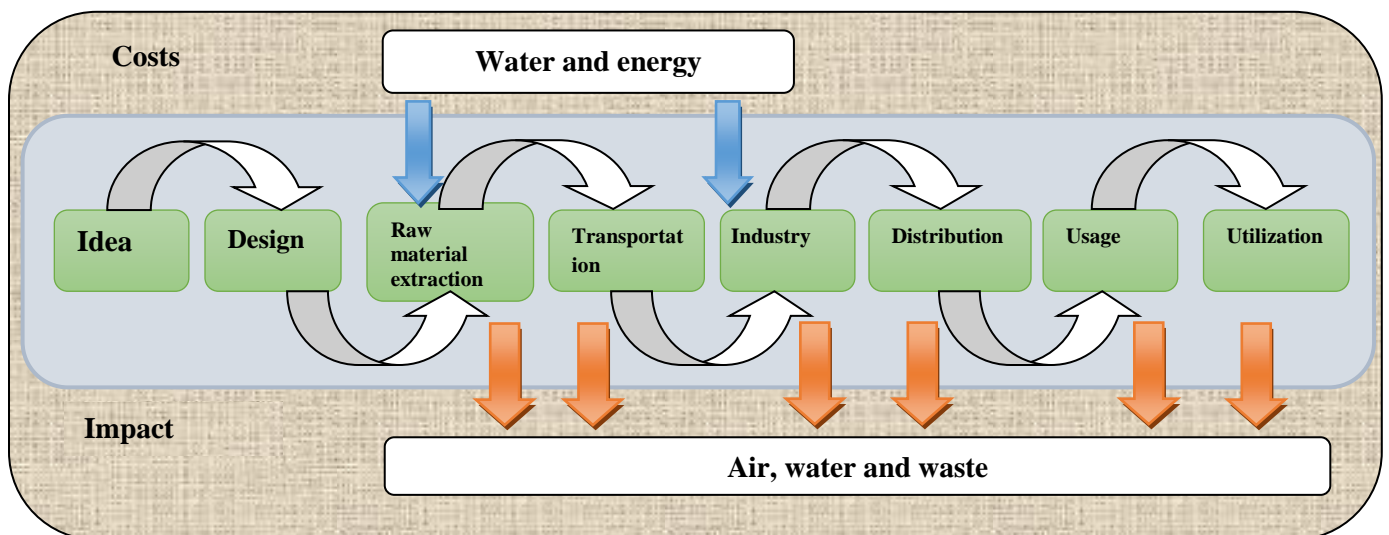 Costs
Water and energy
Idea
Design
Raw
material
extraction
Transportat
ion
Industry
Distribution
Usage
Utilization
Impact
Air, water and waste